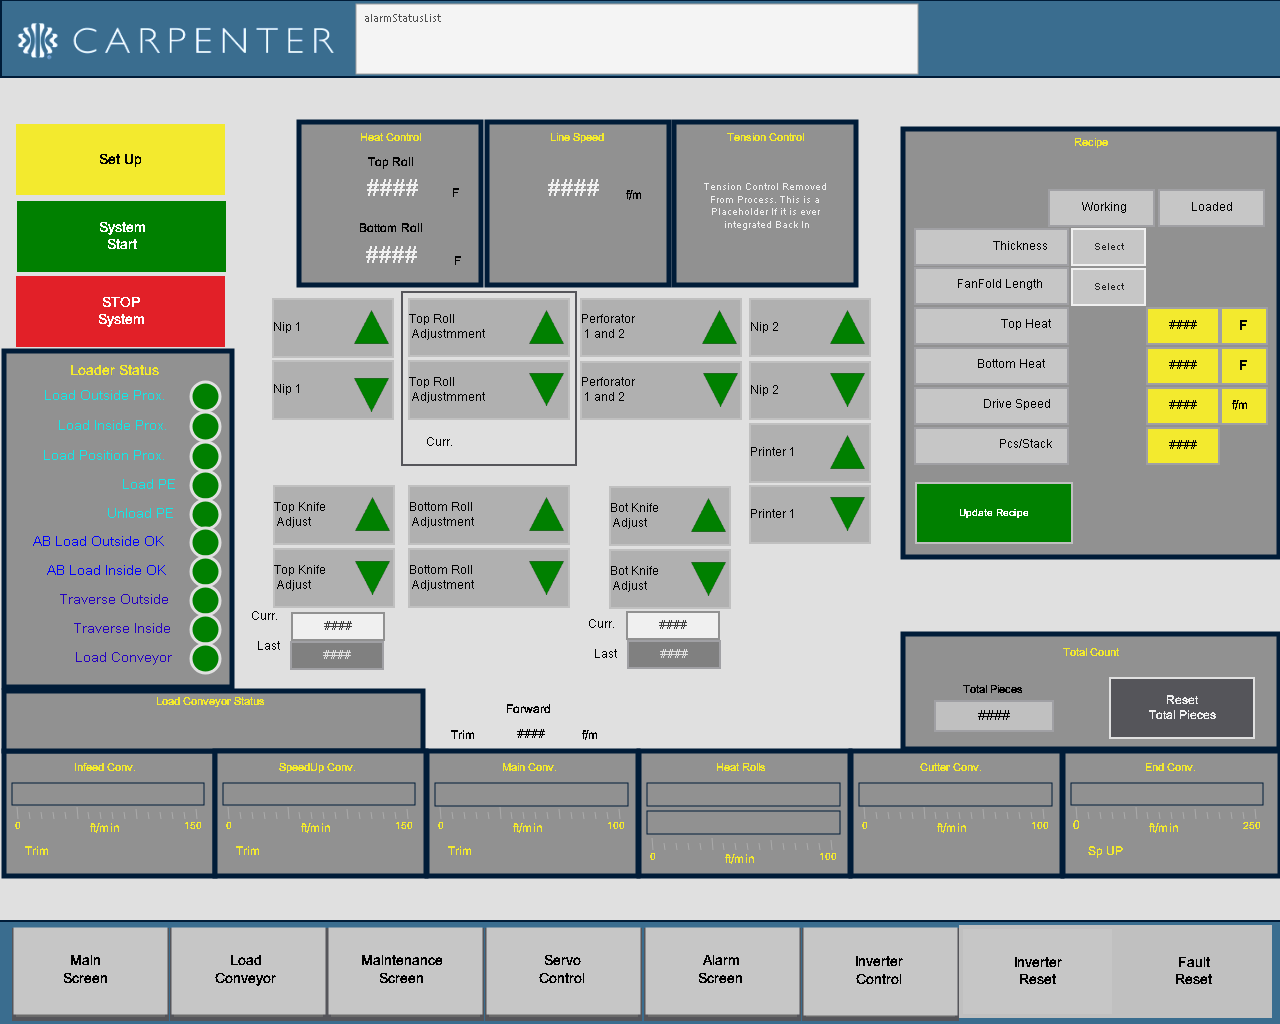 CARPENTER
alarmStatusList
Set Up
System
Start
STOP
System
Heat Control
Top Roll
####
F
Bottom Roll
####
F
Line Speed
####
f/m
Tension Control
Tension Control Removed
From Process. This is a
Placeholder If it is ever
integrated Back In
Recipe
Working
Loaded
Thickness
Select
FanFold Length
Select
Top Heat
####
F
Bottom Heat
####
F
Drive Speed
####
f/m
Pcs/Stack
####
Update Recipe
Loader Status
Load Outside Prox.
Load Inside Prox.
Load Position Prox.
Load PE
Unload PE
AB Load Outside OK
AB Load Inside OK
Traverse Outside
Traverse Inside
Load Conveyor
Nip 1
Top Roll
Adjustmment
Perforator
1 and 2
Nip 2
Nip 1
Top Roll
Adjustmment
Perforator
1 and 2
Nip 2
Curr.
Printer 1
Printer 1
Top Knife
Adjust
Bottom Roll
Adjustment
Bot Knife
Adjust
Top Knife
Adjust
Bottom Roll
Adjustment
Bot Knife
Adjust
Curr.
####
Last
####
Curr.
####
Last
####
Total Count
Total Pieces
####
Reset
Total Pieces
Load Conveyor Status
Forward
Trim
####
f/m
Infeed Conv.
0
ft/min
150
Trim
SpeedUp Conv.
0
ft/min
150
Trim
Main Conv.
0
ft/min
100
Trim
Heat Rolls
0
ft/min
100
Cutter Conv.
0
ft/min
100
End Conv.
0
ft/min
250
Sp UP
Main
Screen
Load
Conveyor
Maintenance
Screen
Servo
Control
Alarm
Screen
Inverter
Control
Inverter
Reset
Fault
Reset